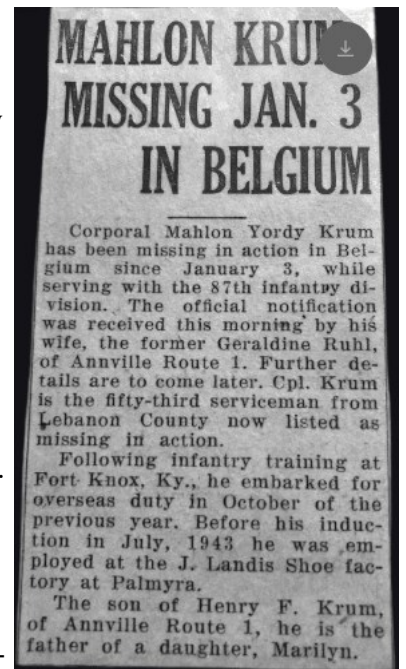 MAHLON KRUM
MISSING JAN. 3
IN BELGIUM
Corporal Mahlon Yordy Krum
has been missing in action in Bel-
gium since January 3, while
serving with the 87th infantry di-
vision. The official notification
was received this morning by his
wife, the former Geraldine Ruhl,
of Annville Route 1. Further de-
tails are to come later. Cpl. Krum
is the fifty-third serviceman from
Lebanon County now listed as
missing in action.
Following infantry training at
Fort Knox, Ky., he embarked for
overseas duty in October of the
previous year. Before his induc-
tion in July, 1943 he was em-
ployed at the J. Landis Shoe fac-
tory at Palmyra.
The son of Henry F. Krum,
of Annville Route 1, he is the
father of a daughter, Marilyn.